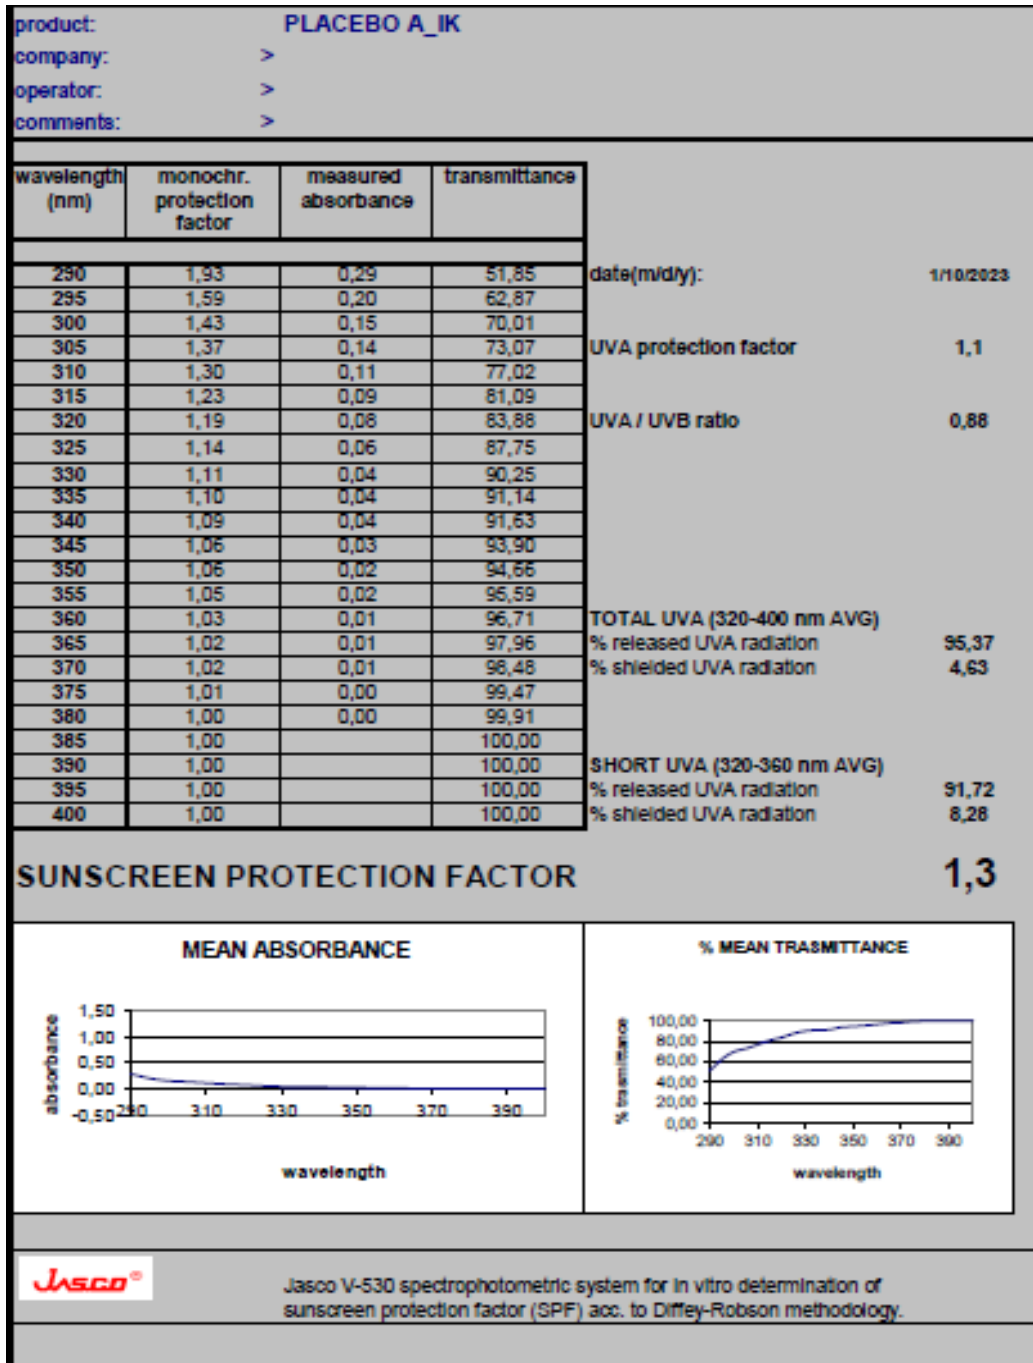 product: PLACEBO A_IK
company: >
operator: >
comments: >
wavelength (nm) monochr. protection factor measured absorbance transmittance
290 1,93 0,29 51,85 date(m/d/y): 1/10/2023
295 1,59 0,20 62,87
300 1,43 0,15 70,01
305 1,37 0,14 73,07 UVA protection factor 1,1
310 1,30 0,11 77,02
315 1,23 0,09 81,09
320 1,19 0,08 83,88 UVA / UVB ratio 0,88
325 1,14 0,06 87,75
330 1,11 0,04 90,25
335 1,10 0,04 91,14
340 1,09 0,04 91,63
345 1,06 0,03 93,90
350 1,06 0,02 94,66
355 1,05 0,02 95,59
360 1,03 0,01 96,71 TOTAL UVA (320-400 nm AVG)
365 1,02 0,01 97,96 % released UVA radiation 95,37
370 1,02 0,01 98,48 % shielded UVA radiation 4,63
375 1,01 0,00 99,47
380 1,00 0,00 99,91
385 1,00 100,00
390 1,00 100,00 SHORT UVA (320-360 nm AVG)
395 1,00 100,00 % released UVA radiation 91,72
400 1,00 100,00 % shielded UVA radiation 8,28
SUNSCREEN PROTECTION FACTOR 1,3
MEAN ABSORBANCE
absorbance
1,50
1,00
0,50
0,00
-0,50
290 310 330 350 370 390
wavelength
% MEAN TRASMITTANCE
% trasmittance
100,00
80,00
60,00
40,00
20,00
0,00
290 310 330 350 370 390
wavelength
JASCO®
Jasco V-530 spectrophotometric system for in vitro determination of
sunscreen protection factor (SPF) acc. to Diffey-Robson methodology.